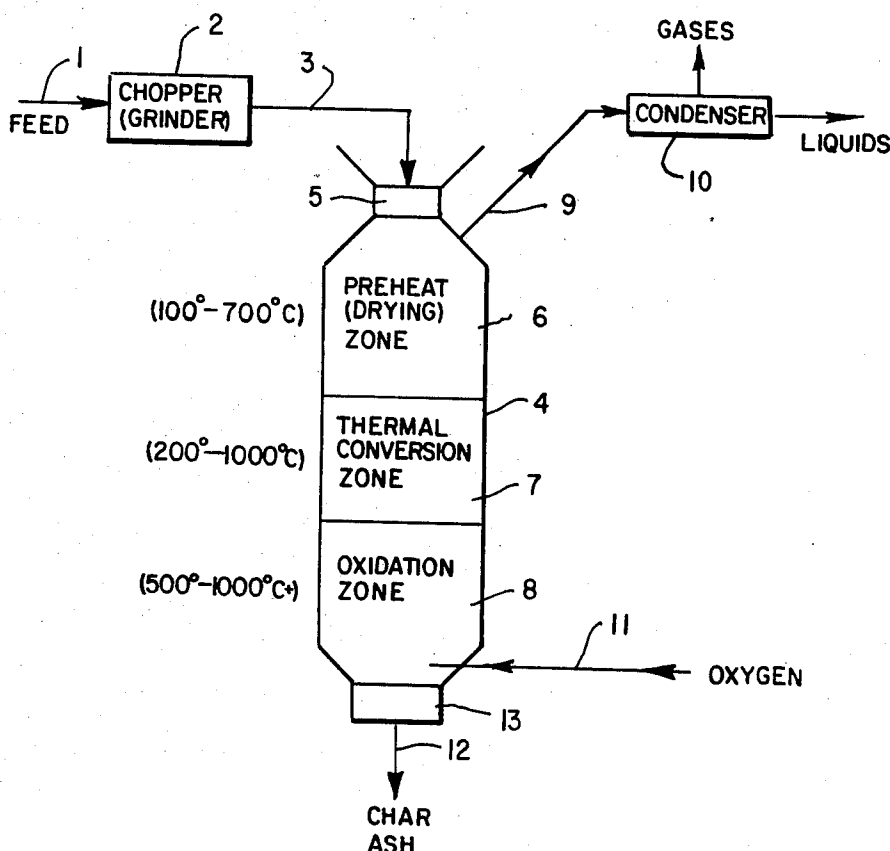 1
FEED
2
CHOPPER
(GRINDER)
3
GASES
CONDENSER
LIQUIDS
10
9
5
(100°-700°C)
PREHEAT
(DRYING)
ZONE
6
4
(200°-1000°C)
THERMAL
CONVERSION
ZONE
7
(500°-1000°C+)
OXIDATION
ZONE
8
11
OXYGEN
13
12
CHAR
ASH